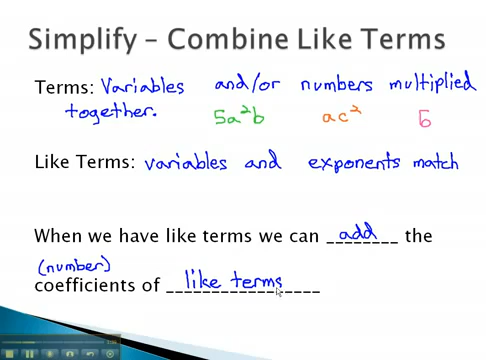 Simplify – Combine Like Terms
Terms: Variables and/or numbers multiplied
together. 5a²b ac² 5
Like Terms: variables and exponents match
When we have like terms we can add the
(number)
coefficients of like terms